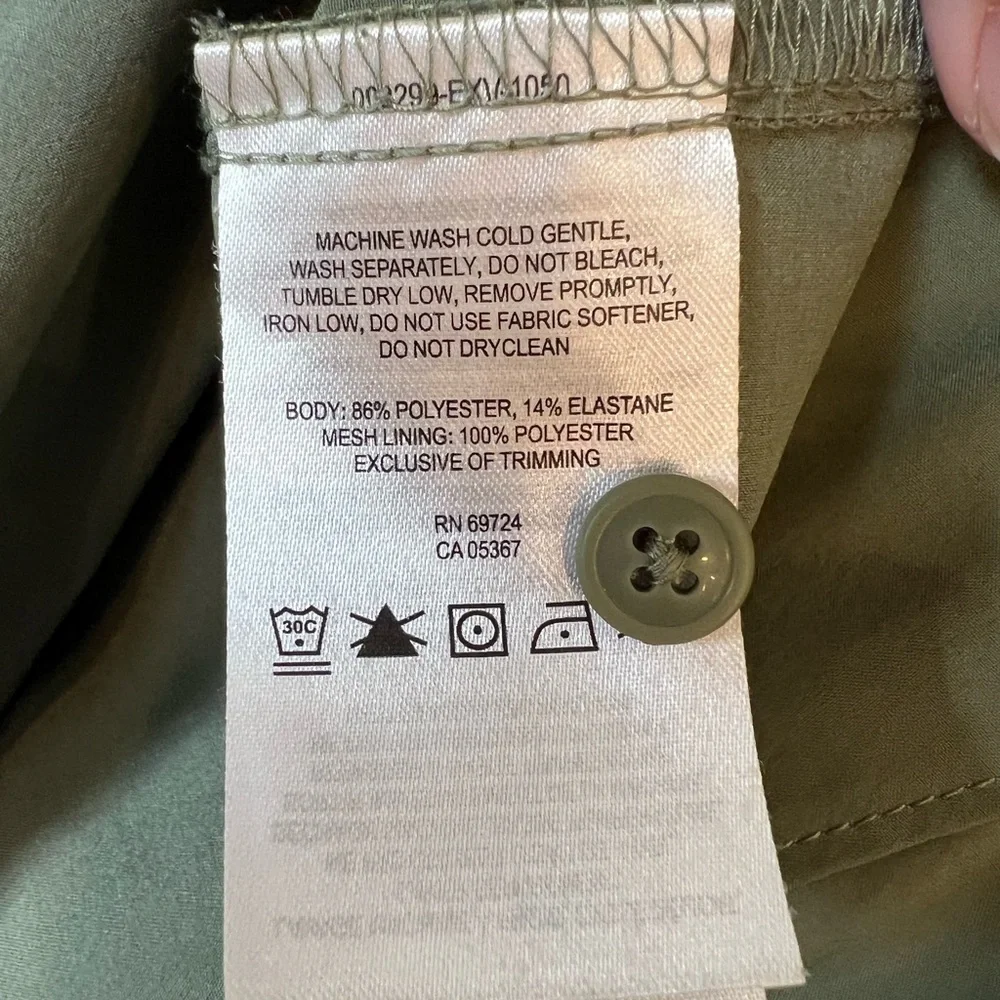 MACHINE WASH COLD GENTLE,
WASH SEPARATELY, DO NOT BLEACH,
TUMBLE DRY LOW, REMOVE PROMPTLY,
IRON LOW, DO NOT USE FABRIC SOFTENER,
DO NOT DRYCLEAN
BODY: 86% POLYESTER, 14% ELASTANE
MESH LINING: 100% POLYESTER
EXCLUSIVE OF TRIMMING
RN 69724
CA 05367
30C